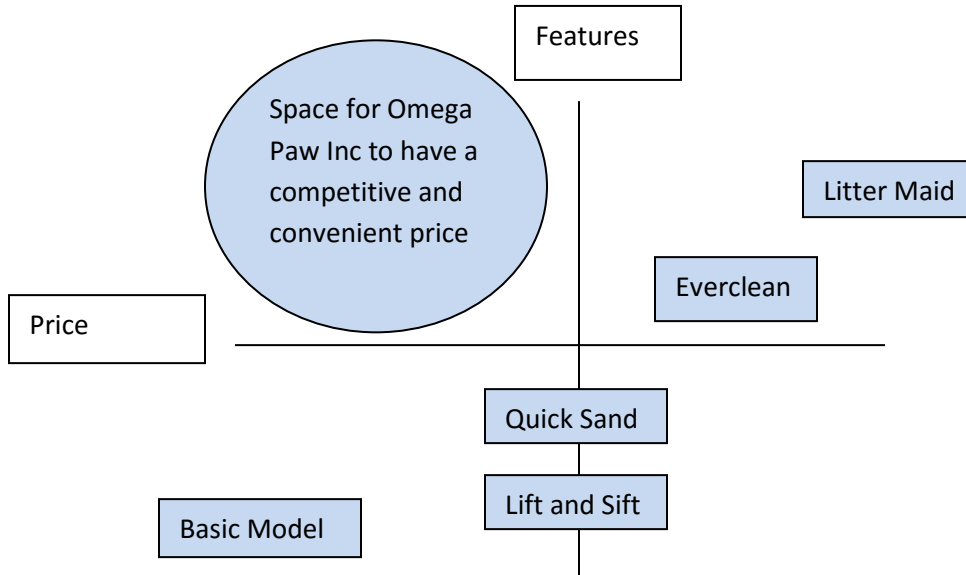 Features
Space for Omega
Paw Inc to have a
competitive and
convenient price
Litter Maid
Everclean
Price
Quick Sand
Lift and Sift
Basic Model